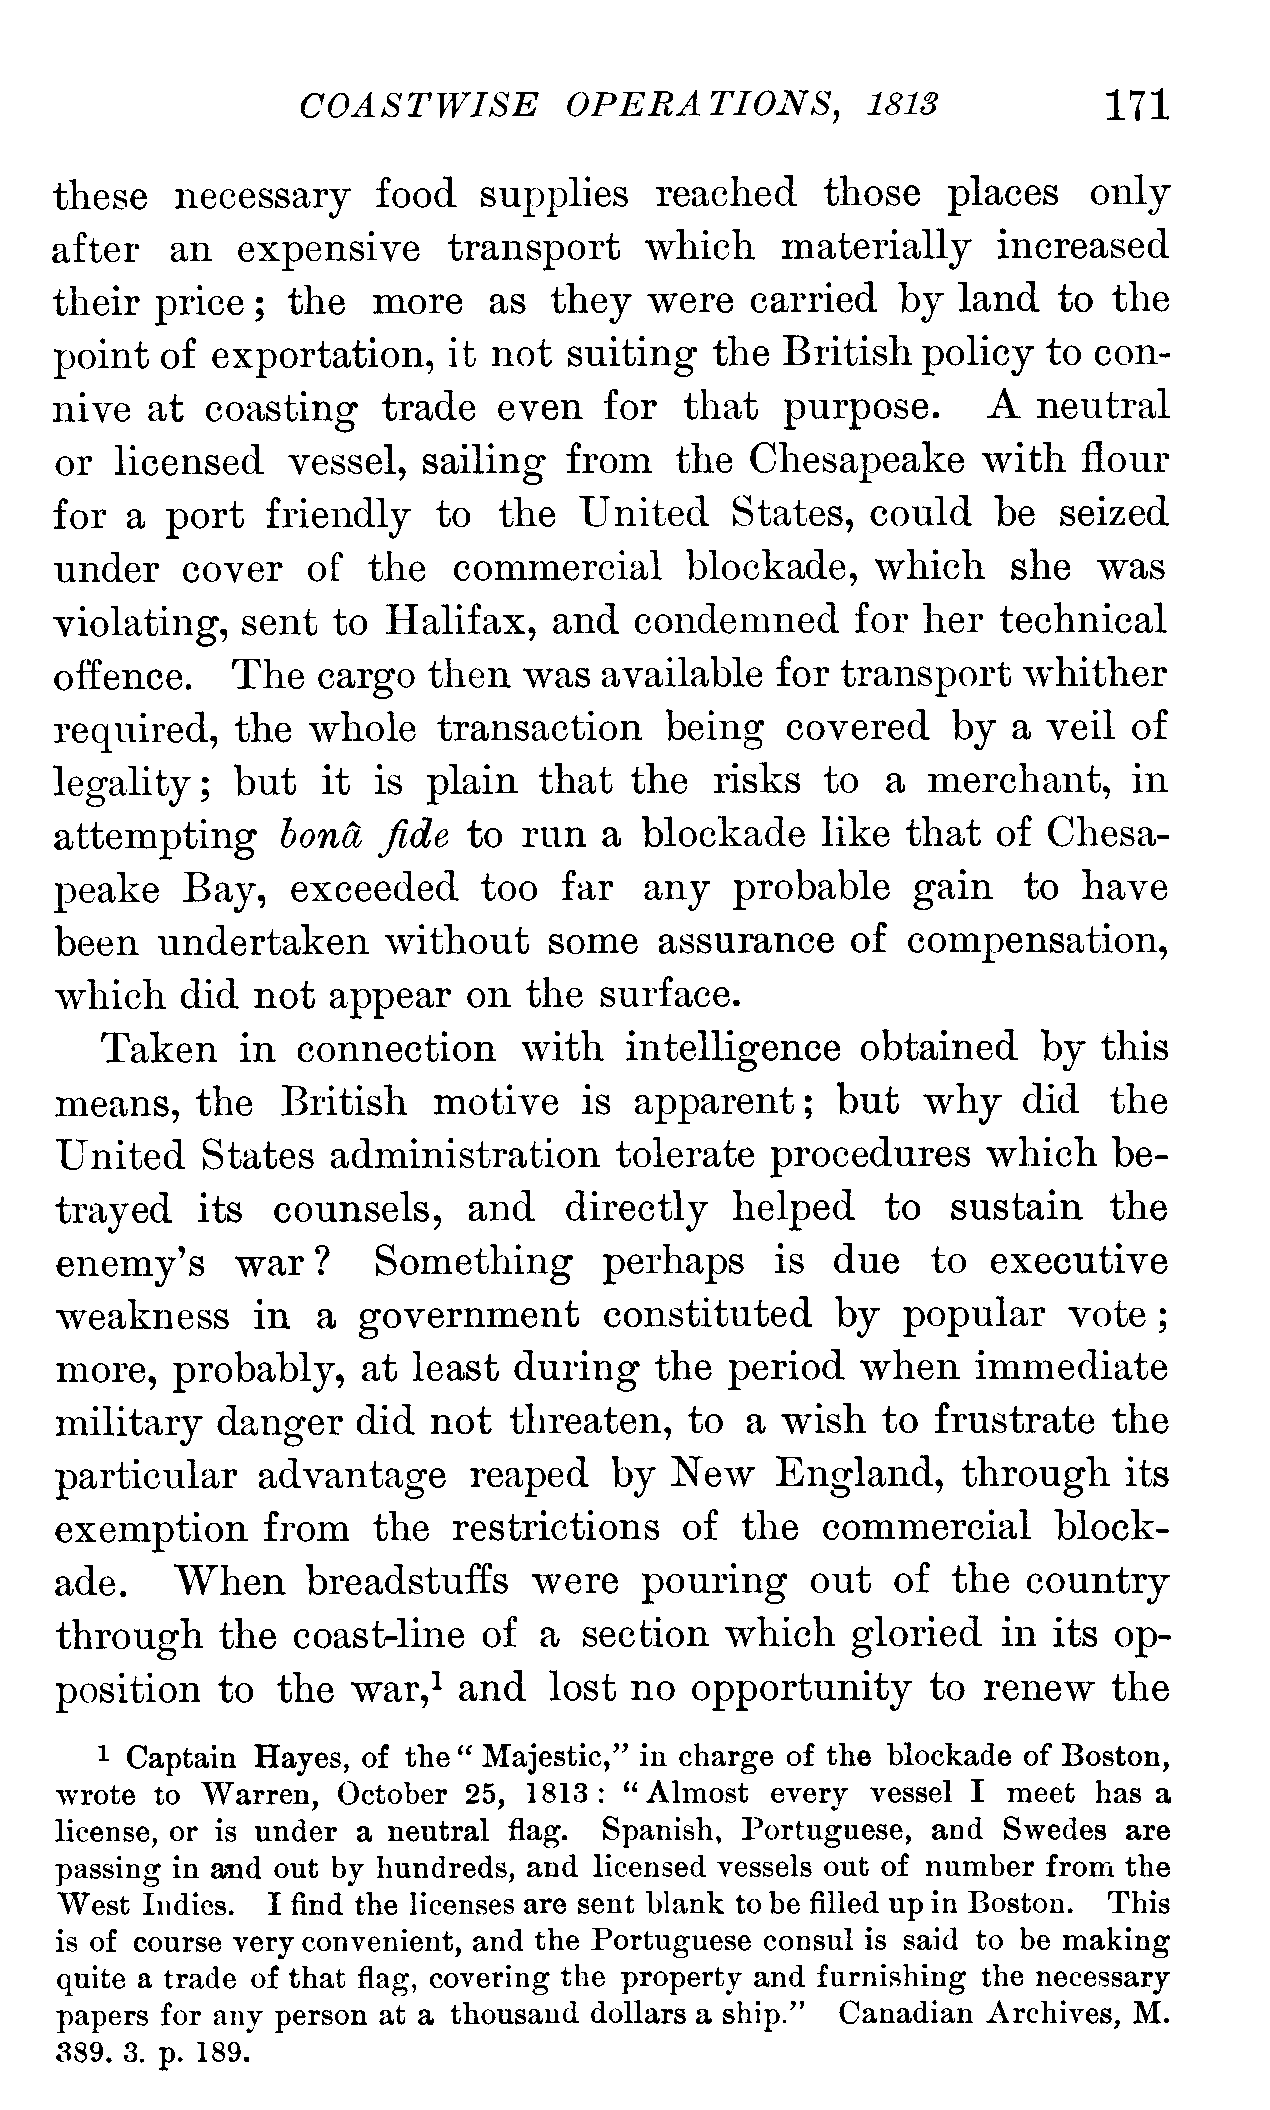 COASTWISE OPERATIONS, 1813 171
these necessary food supplies reached those places only
after an expensive transport which materially increased
their price; the more as they were carried by land to the
point of exportation, it not suiting the British policy to con-
nive at coasting trade even for that purpose. A neutral
or licensed vessel, sailing from the Chesapeake with flour
for a port friendly to the United States, could be seized
under cover of the commercial blockade, which she was
violating, sent to Halifax, and condemned for her technical
offence. The cargo then was available for transport whither
required, the whole transaction being covered by a veil of
legality; but it is plain that the risks to a merchant, in
attempting bonâ fide to run a blockade like that of Chesa-
peake Bay, exceeded too far any probable gain to have
been undertaken without some assurance of compensation,
which did not appear on the surface.
Taken in connection with intelligence obtained by this
means, the British motive is apparent; but why did the
United States administration tolerate procedures which be-
trayed its counsels, and directly helped to sustain the
enemy's war? Something perhaps is due to executive
weakness in a government constituted by popular vote;
more, probably, at least during the period when immediate
military danger did not threaten, to a wish to frustrate the
particular advantage reaped by New England, through its
exemption from the restrictions of the commercial block-
ade. When breadstuffs were pouring out of the country
through the coast-line of a section which gloried in its op-
position to the war,¹ and lost no opportunity to renew the
¹ Captain Hayes, of the "Majestic," in charge of the blockade of Boston,
wrote to Warren, October 25, 1813: "Almost every vessel I meet has a
license, or is under a neutral flag. Spanish, Portuguese, and Swedes are
passing in and out by hundreds, and licensed vessels out of number from the
West Indies. I find the licenses are sent blank to be filled up in Boston. This
is of course very convenient, and the Portuguese consul is said to be making
quite a trade of that flag, covering the property and furnishing the necessary
papers for any person at a thousand dollars a ship." Canadian Archives, M.
389. 3. p. 189.